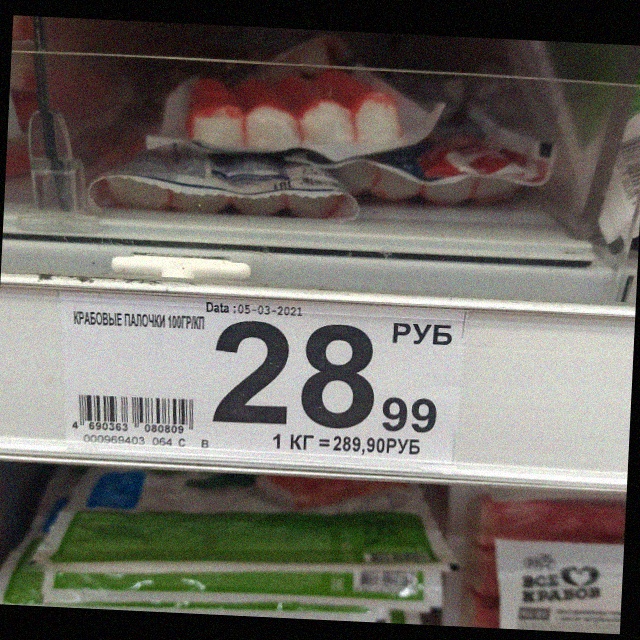 Data :05-03-2021
КРАБОВЫЕ ПАЛОЧКИ 100ГР/КП
28 99
РУБ
4 690363 080809
000969403 064 C B
1 КГ = 289,90РУБ
ВСЕ
КРАБОВ